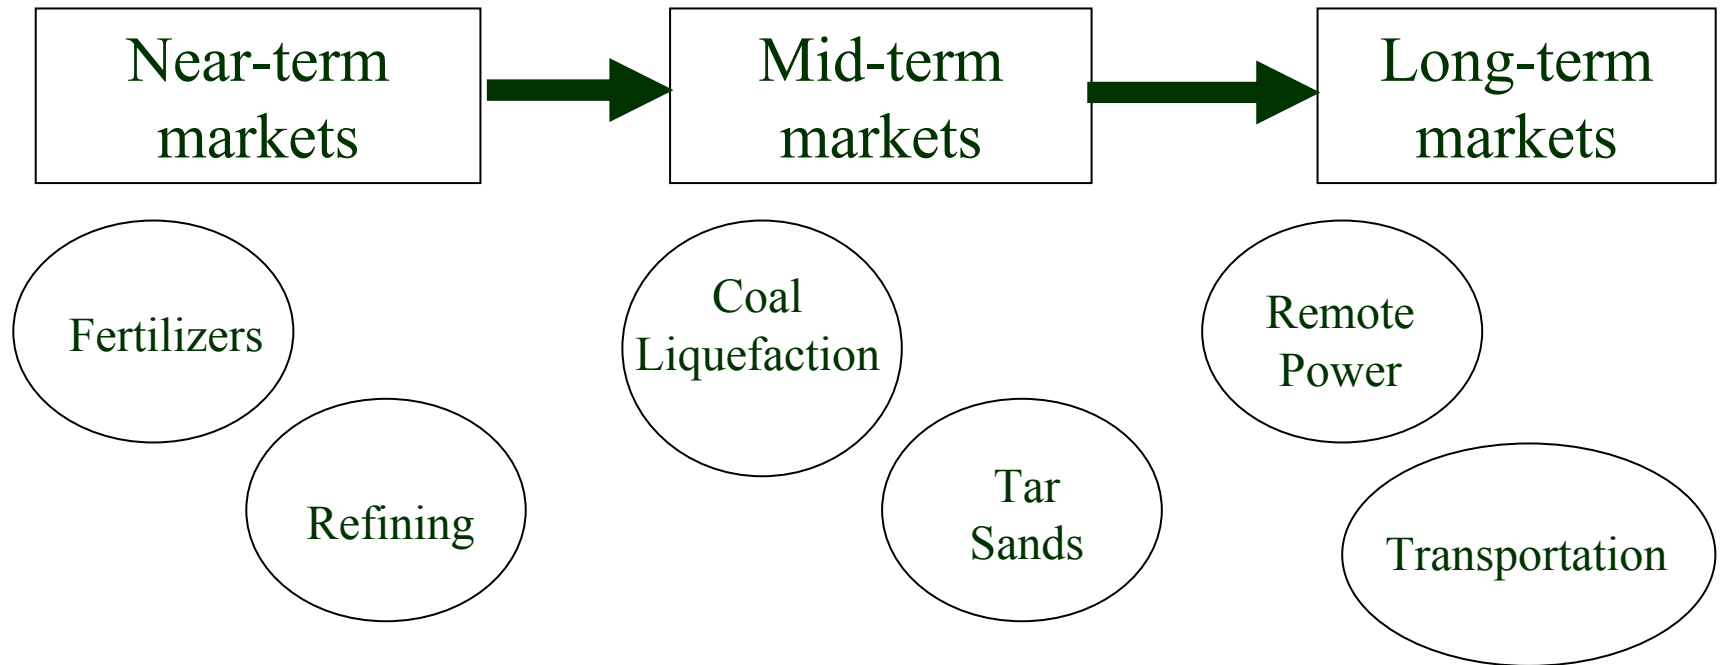 Near-term
markets
Mid-term
markets
Long-term
markets
Fertilizers
Refining
Coal
Liquefaction
Tar
Sands
Remote
Power
Transportation